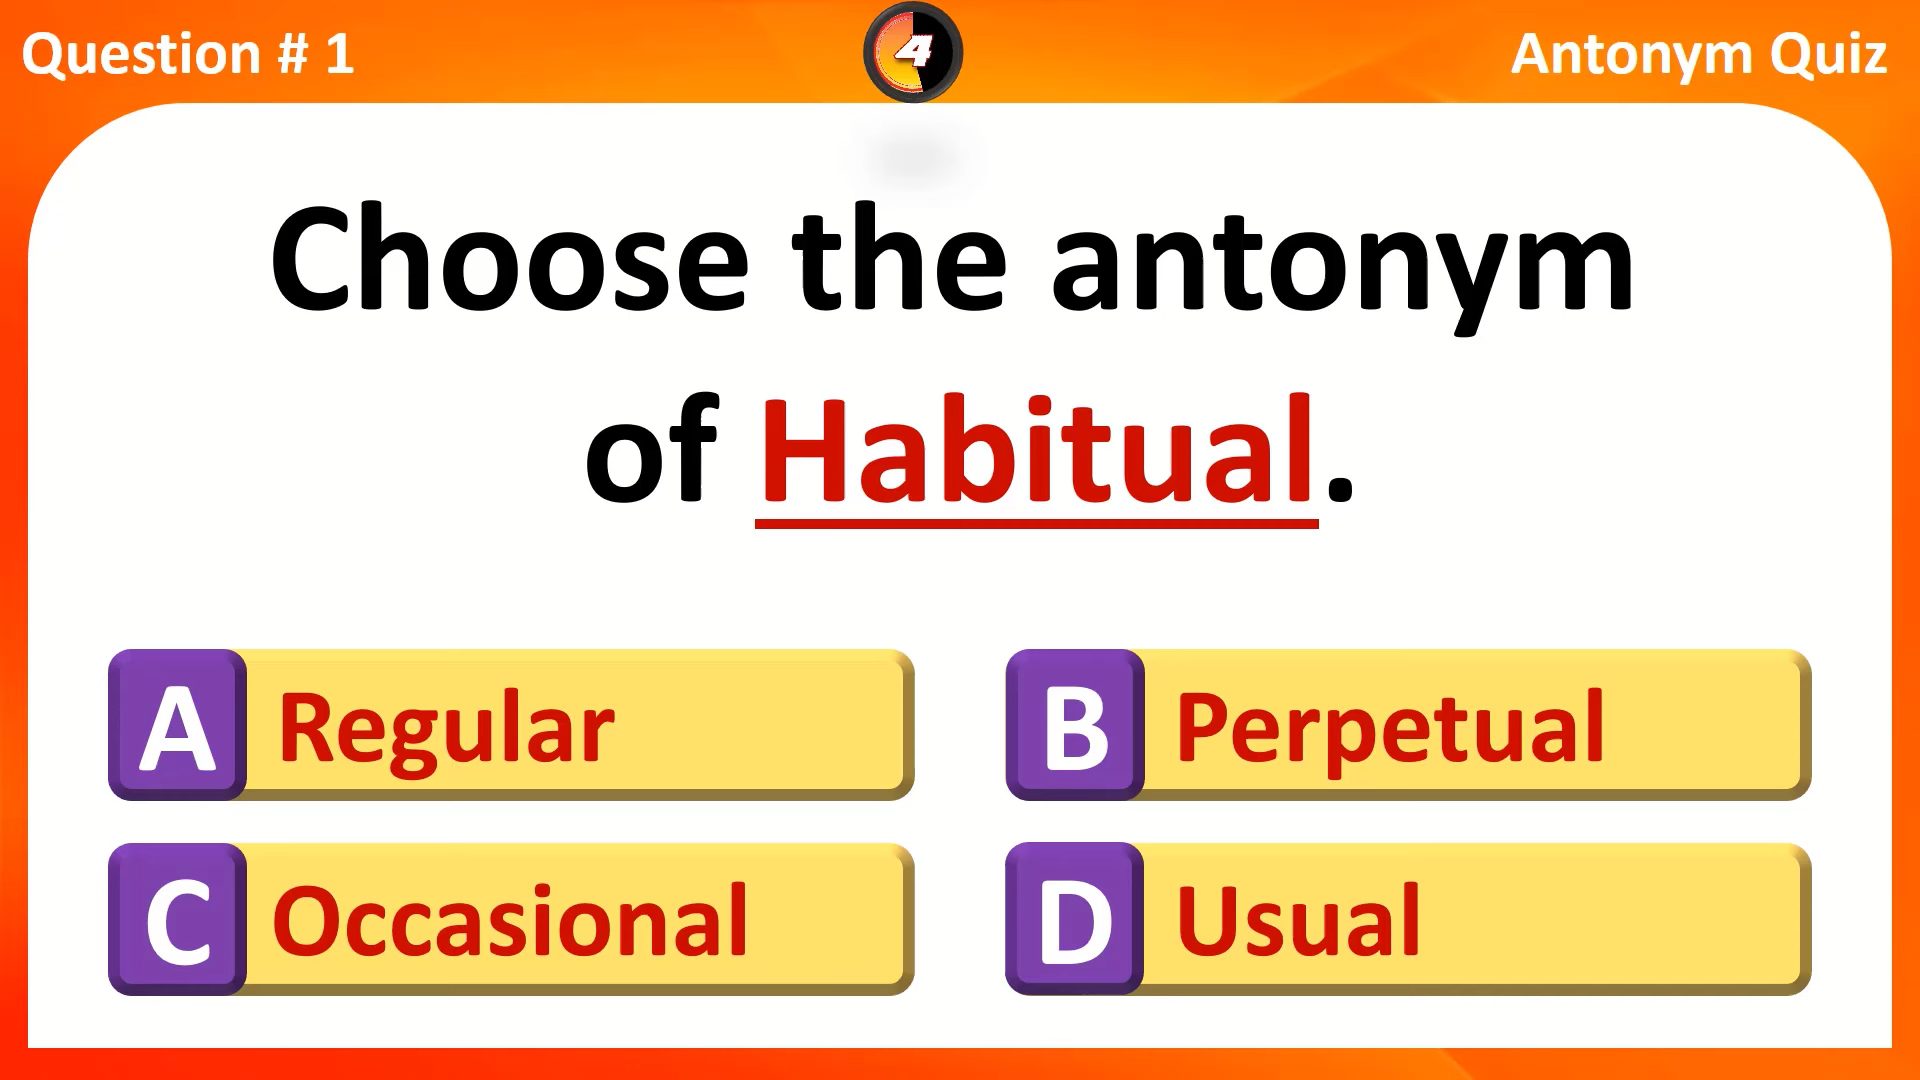 Question # 1
4
Antonym Quiz
Choose the antonym
of Habitual.
A Regular
B Perpetual
C Occasional
D Usual